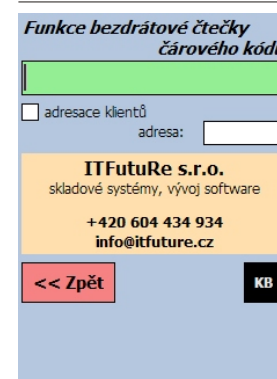 Funkce bezdrátové čtečky
čárového kódu
adresace klientů
adresa:
ITFutuRe s.r.o.
skladové systémy, vývoj software
+420 604 434 934
info@itfuture.cz
<< Zpět
KB